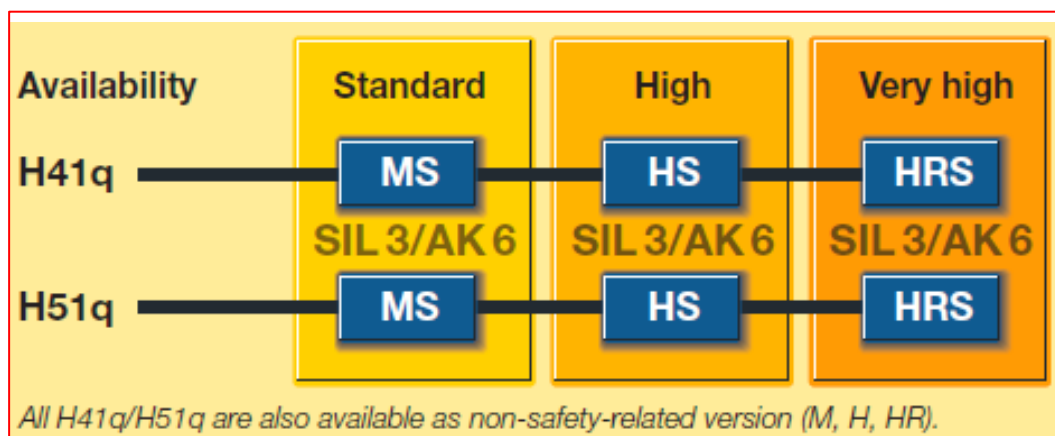 Availability Standard High Very high
H41q MS HS HRS
SIL 3/AK 6 SIL 3/AK 6 SIL 3/AK 6
H51q MS HS HRS
All H41q/H51q are also available as non-safety-related version (M, H, HR).